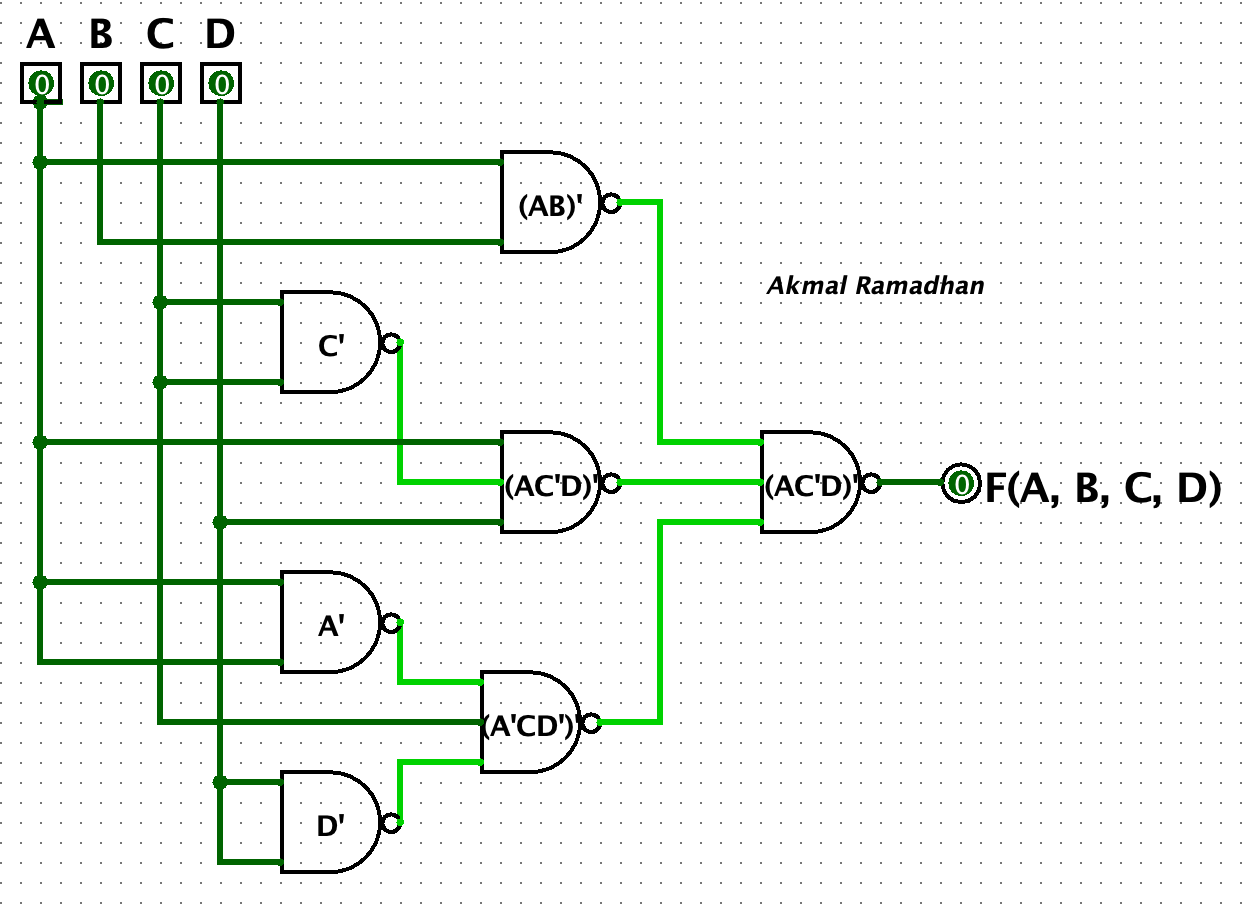 A B C D
0 0 0 0
(AB)'
Akmal Ramadhan
C'
(AC'D)' (AC'D)' 0 F(A, B, C, D)
A'
(A'CD')'
D'